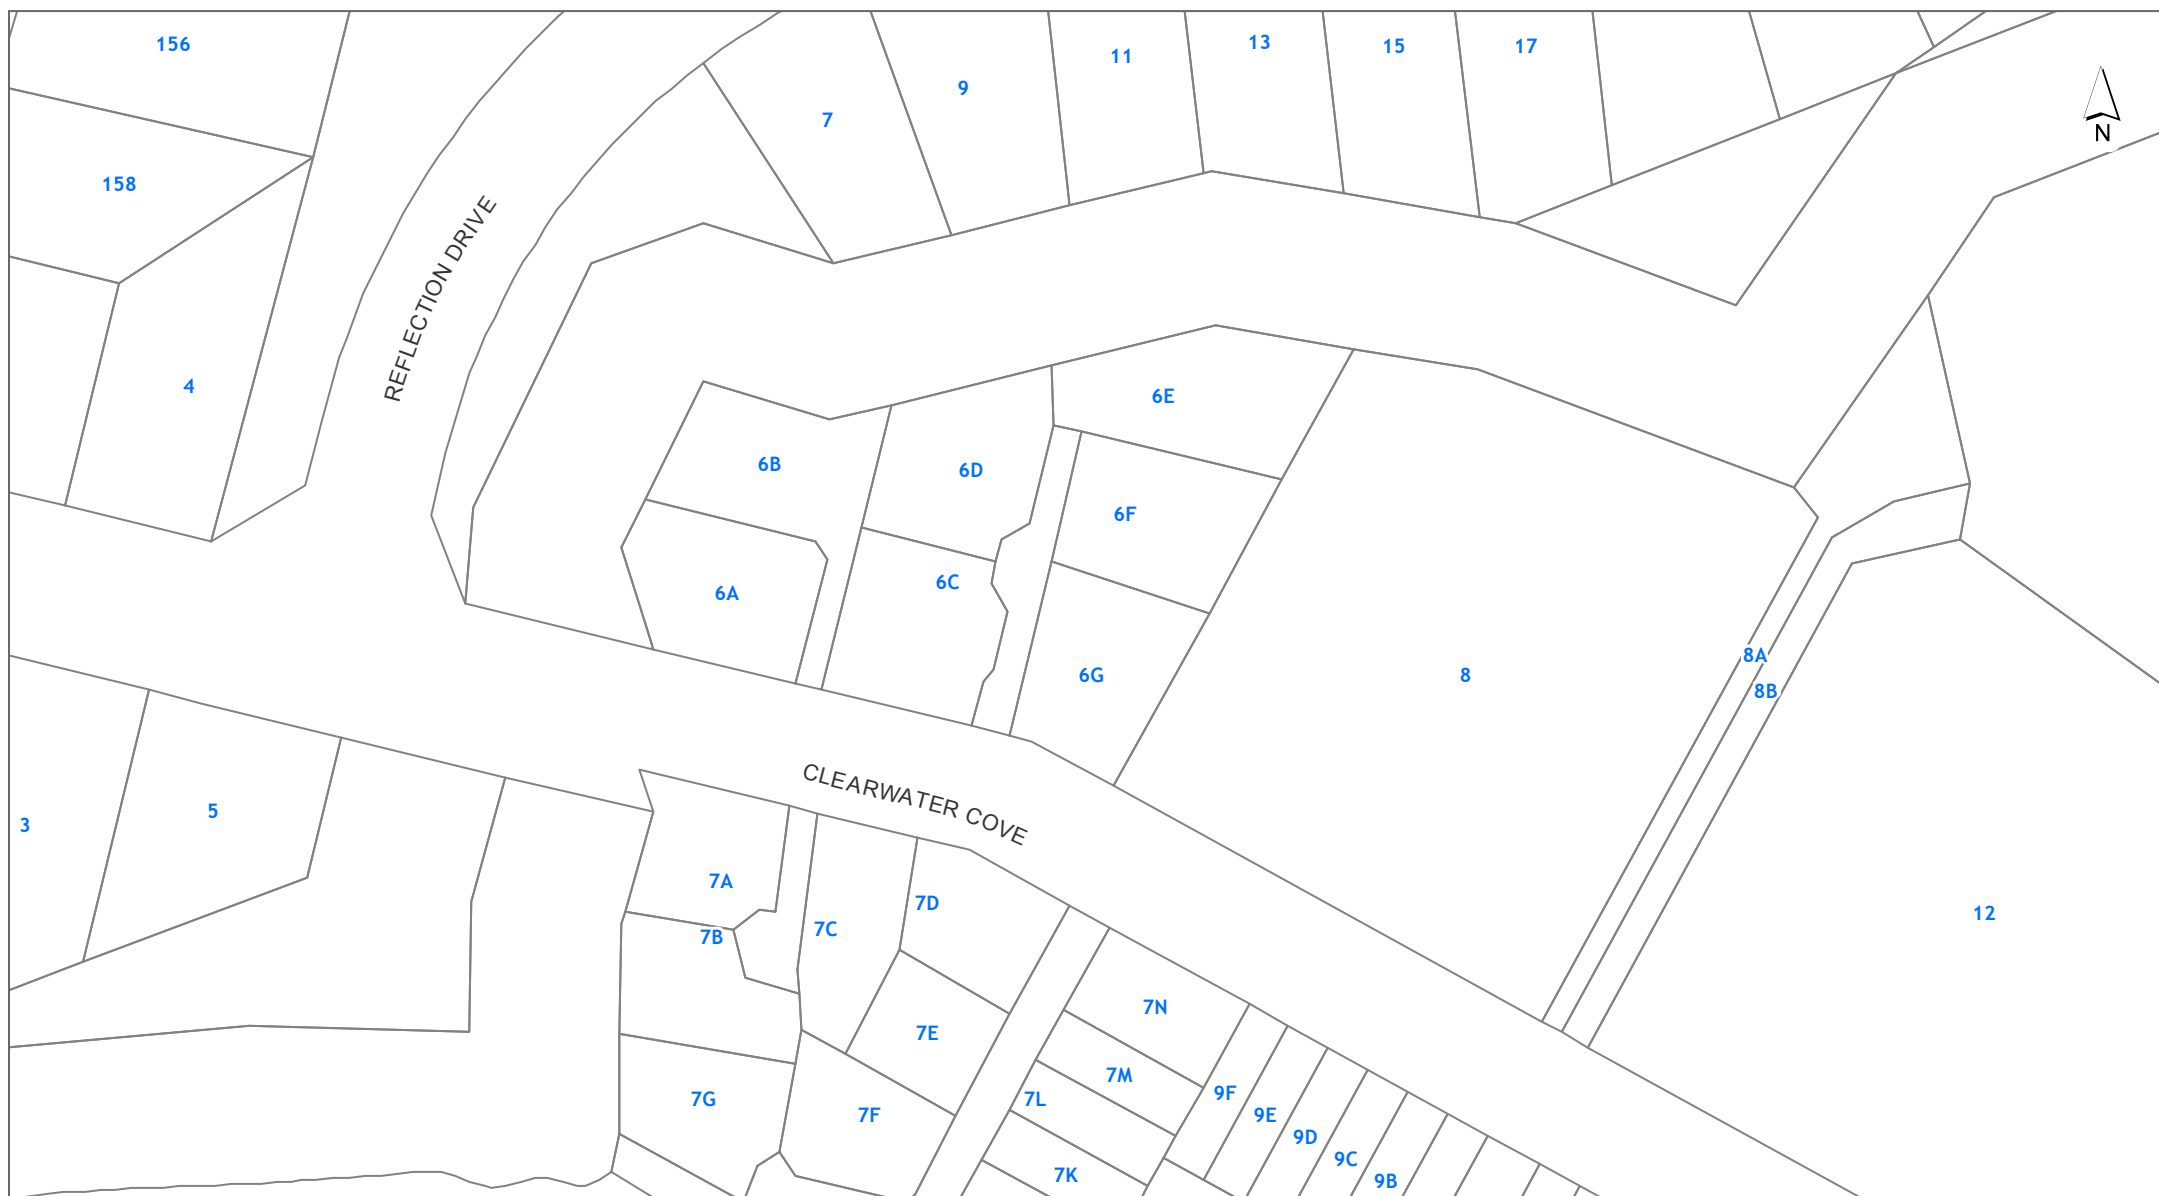 156
13
15
17
11
9
7
N
158
REFLECTION DRIVE
4
6E
6B
6D
6F
6C
6A
8A
6G
8
8B
CLEARWATER COVE
5
3
7A
7D
12
7C
7B
7N
7E
7M
9F
7G
7L
7F
9E
9D
9C
7K
9B